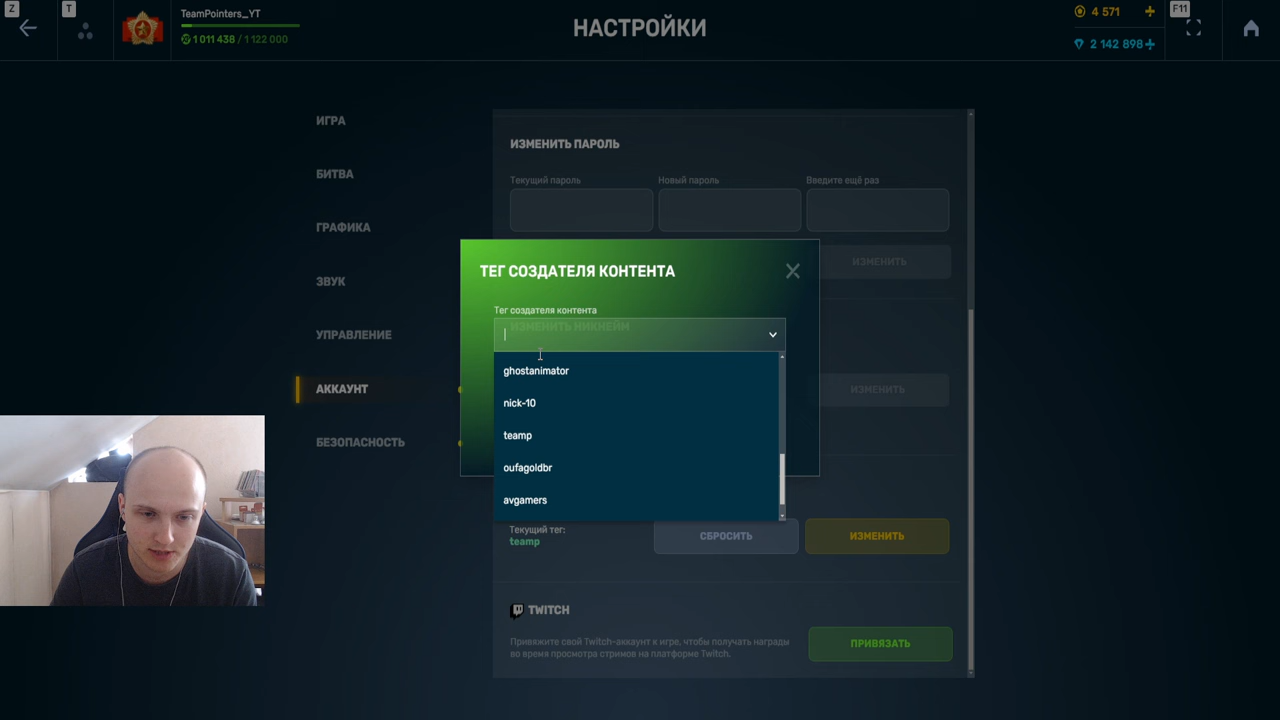 Z
T
TeamPointers_YT
1 011 438 / 1 122 000
НАСТРОЙКИ
4 571
2 142 898
F11
ИГРА
БИТВА
ГРАФИКА
ЗВУК
УПРАВЛЕНИЕ
АККАУНТ
БЕЗОПАСНОСТЬ
ИЗМЕНИТЬ ПАРОЛЬ
Текущий пароль
Новый пароль
Введите ещё раз
ИЗМЕНИТЬ
ТЕГ СОЗДАТЕЛЯ КОНТЕНТА
Тег создателя контента
ИЗМЕНИТЬ НИКНЕЙМ
ghostanimator
nick-10
teamp
oufagoldbr
avgamers
ИЗМЕНИТЬ
Текущий тег:
teamp
СБРОСИТЬ
ИЗМЕНИТЬ
TWITCH
Привяжите свой Twitch-аккаунт к игре, чтобы получать награды
во время просмотра стримов на платформе Twitch.
ПРИВЯЗАТЬ